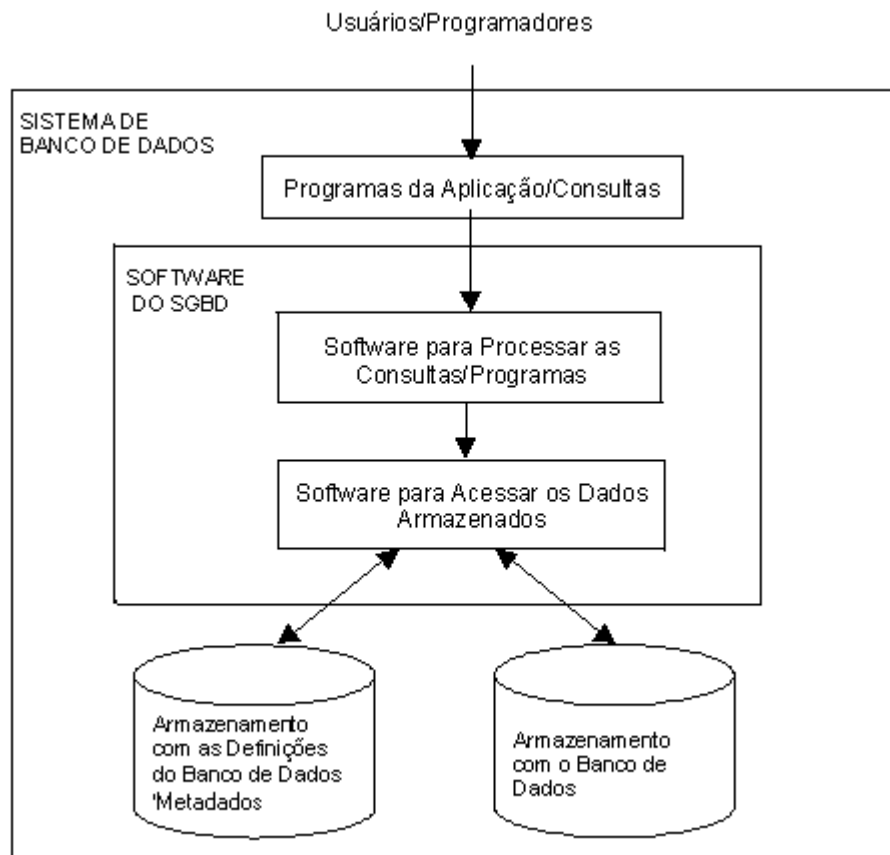 Usuários/Programadores
SISTEMA DE
BANCO DE DADOS
Programas da Aplicação/Consultas
SOFTWARE
DO SGBD
Software para Processar as
Consultas/Programas
Software para Acessar os Dados
Armazenados
Armazenamento
com as Definições
do Banco de Dados
'Metadados
Armazenamento
com o Banco de
Dados